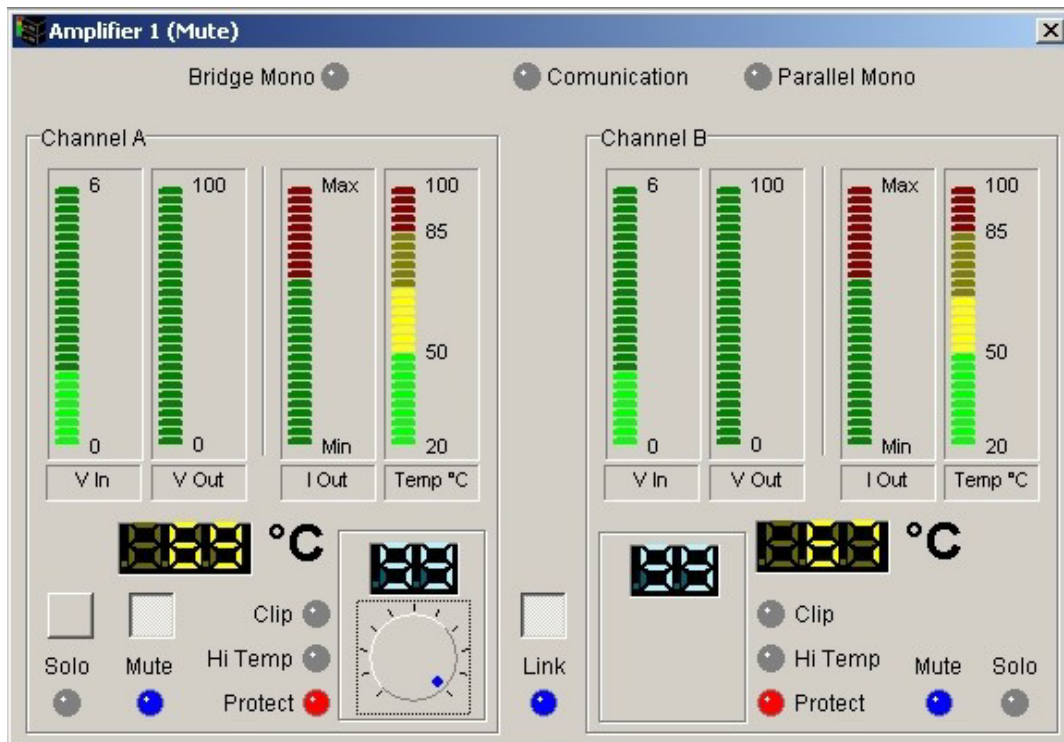 Amplifier 1 (Mute)
Bridge Mono
Comunication
Parallel Mono
Channel A
6
100
Max
100
85
50
0
0
Min
20
V In
V Out
I Out
Temp °C
°C
Clip
Hi Temp
Protect
Solo
Mute
Link
Channel B
6
100
Max
100
85
50
0
0
Min
20
V In
V Out
I Out
Temp °C
°C
Clip
Hi Temp
Protect
Mute
Solo